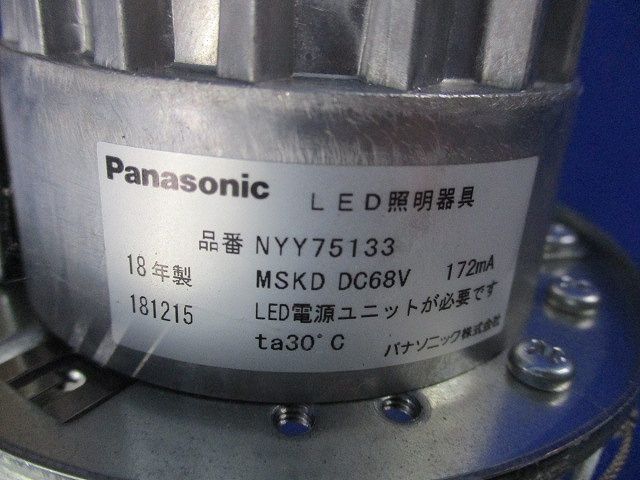 Panasonic LED照明器具
品番 NYY75133
18年製 MSKD DC68V 172mA
181215 LED電源ユニットが必要です
ta30°C パナソニック株式会社